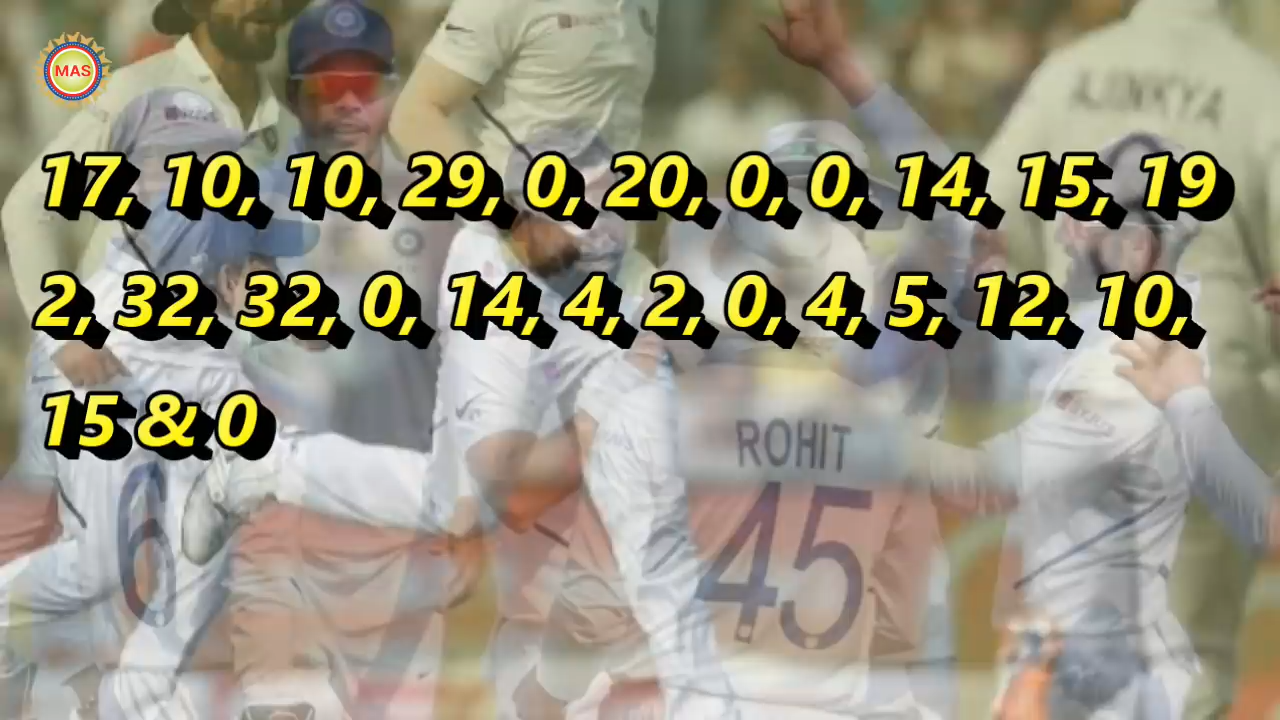 MAS
AJINKYA
17, 10, 10, 29, 0, 20, 0, 0, 14, 15, 19
2, 32, 32, 0, 14, 4, 2, 0, 4, 5, 12, 10,
15 & 0
ROHIT
45
6